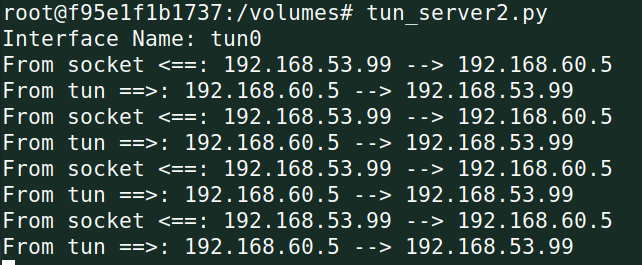 root@f95e1f1b1737:/volumes# tun_server2.py
Interface Name: tun0
From socket <==: 192.168.53.99 --> 192.168.60.5
From tun ==>: 192.168.60.5 --> 192.168.53.99
From socket <==: 192.168.53.99 --> 192.168.60.5
From tun ==>: 192.168.60.5 --> 192.168.53.99
From socket <==: 192.168.53.99 --> 192.168.60.5
From tun ==>: 192.168.60.5 --> 192.168.53.99
From socket <==: 192.168.53.99 --> 192.168.60.5
From tun ==>: 192.168.60.5 --> 192.168.53.99